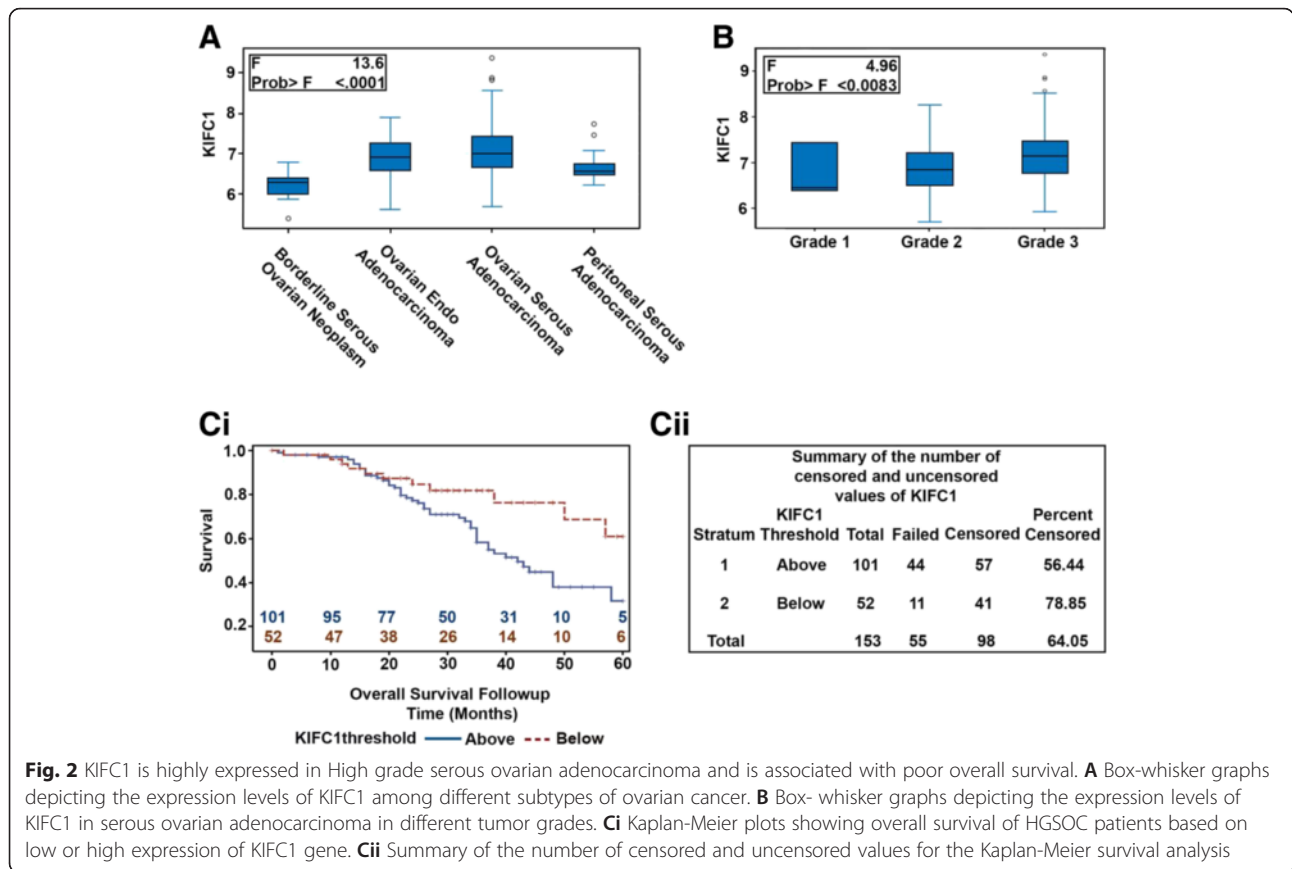 A
F 13.6
Prob> F <.0001
KIFC1
9
8
7
6
Borderline Serous
Ovarian Neoplasm
Ovarian Endo
Adenocarcinoma
Ovarian Serous
Adenocarcinoma
Peritoneal Serous
Adenocarcinoma
B
F 4.96
Prob> F <0.0083
KIFC1
9
8
7
6
Grade 1 Grade 2 Grade 3
Ci
Survival
1.0
0.8
0.6
0.4
0.2
101 95 77 50 31 10 5
52 47 38 26 14 10 6
0 10 20 30 40 50 60
Overall Survival Followup
Time (Months)
KIFC1threshold Above Below
Cii
Summary of the number of
censored and uncensored
values of KIFC1
KIFC1 Percent
Stratum Threshold Total Failed Censored Censored
1 Above 101 44 57 56.44
2 Below 52 11 41 78.85
Total 153 55 98 64.05
Fig. 2 KIFC1 is highly expressed in High grade serous ovarian adenocarcinoma and is associated with poor overall survival. A Box-whisker graphs
depicting the expression levels of KIFC1 among different subtypes of ovarian cancer. B Box- whisker graphs depicting the expression levels of
KIFC1 in serous ovarian adenocarcinoma in different tumor grades. Ci Kaplan-Meier plots showing overall survival of HGSOC patients based on
low or high expression of KIFC1 gene. Cii Summary of the number of censored and uncensored values for the Kaplan-Meier survival analysis